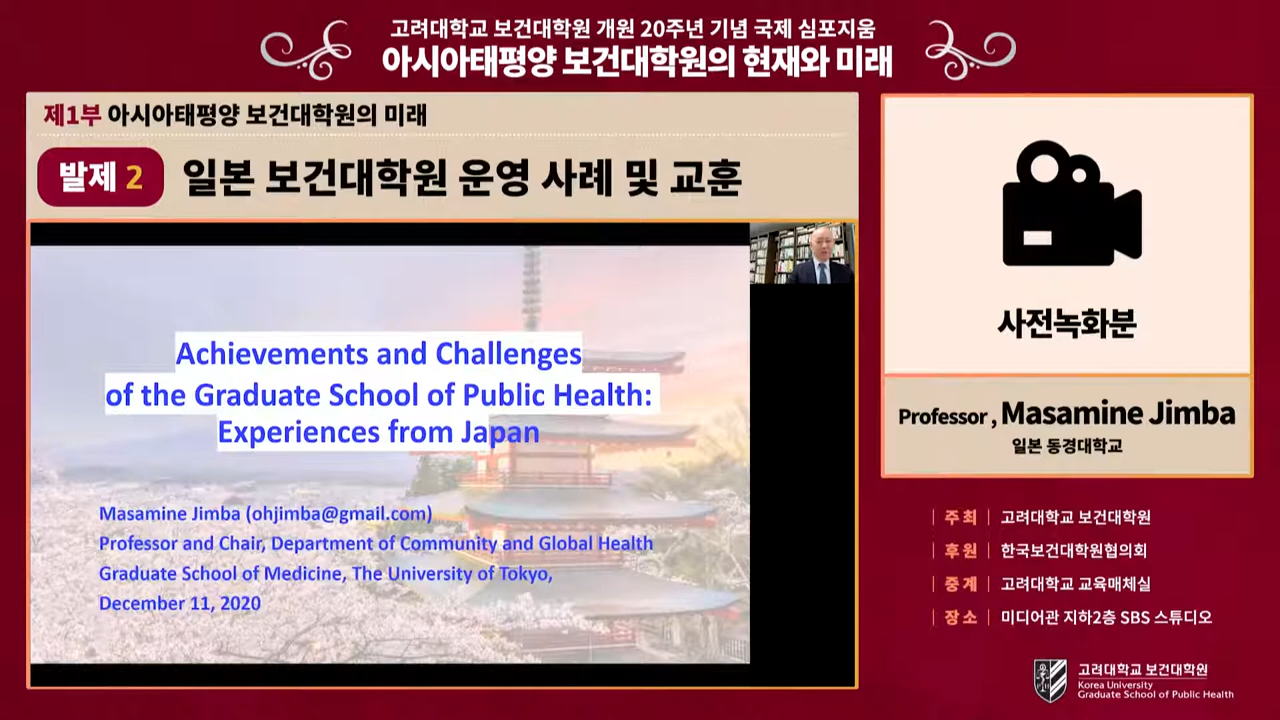 고려대학교 보건대학원 개원 20주년 기념 국제 심포지움
아시아태평양 보건대학원의 현재와 미래
제1부 아시아태평양 보건대학원의 미래
발제 2 일본 보건대학원 운영 사례 및 교훈
Achievements and Challenges
of the Graduate School of Public Health:
Experiences from Japan
Masamine Jimba (ohjimba@gmail.com)
Professor and Chair, Department of Community and Global Health
Graduate School of Medicine, The University of Tokyo,
December 11, 2020
사전녹화분
Professor , Masamine Jimba
일본 동경대학교
| 주 최 | 고려대학교 보건대학원
| 후 원 | 한국보건대학원협의회
| 중 계 | 고려대학교 교육매체실
| 장 소 | 미디어관 지하2층 SBS 스튜디오
고려대학교 보건대학원
Korea University
Graduate School of Public Health